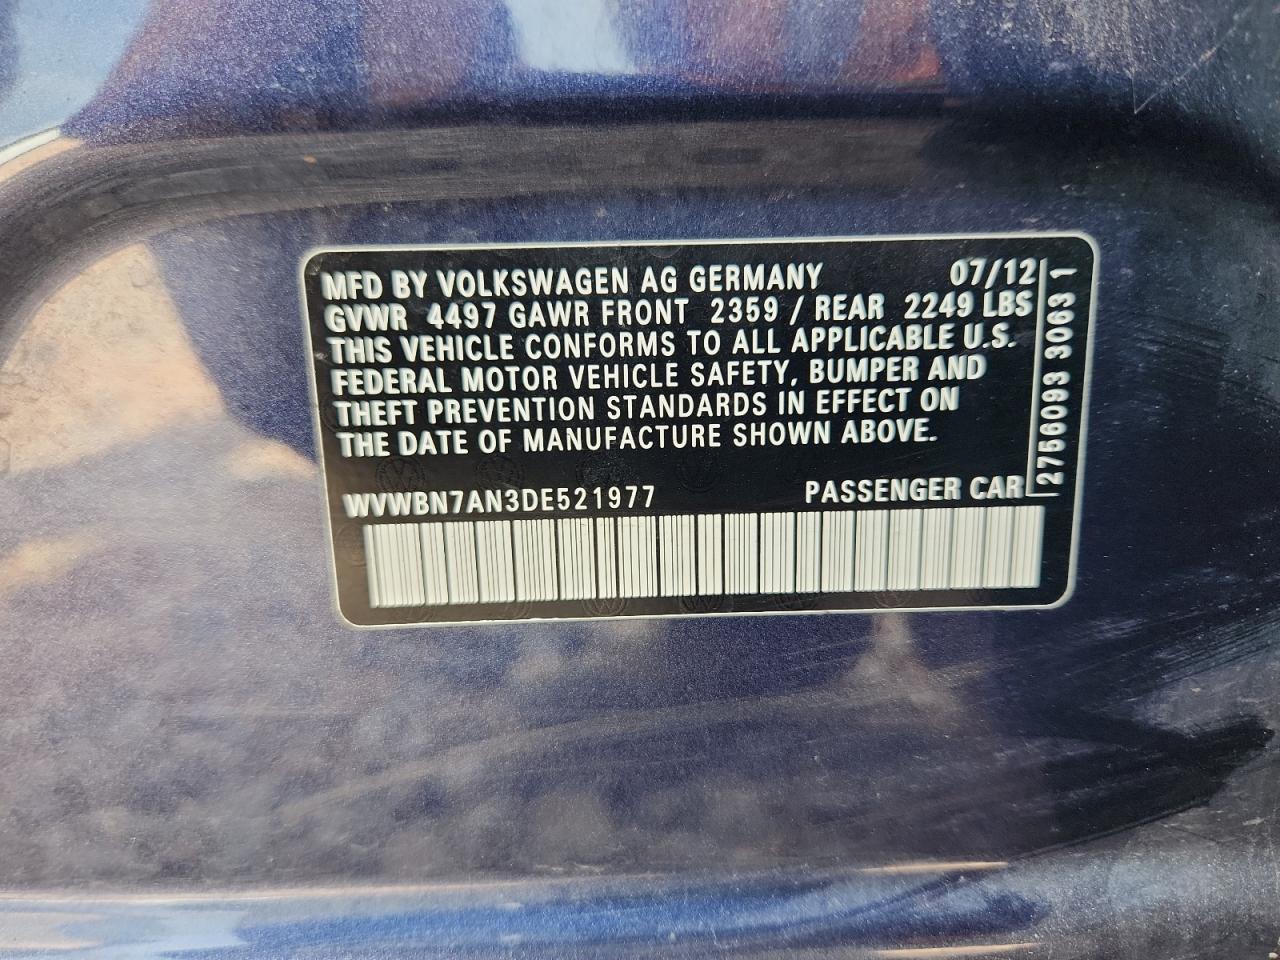 MFD BY VOLKSWAGEN AG GERMANY 07/12
GVWR 4497 GAWR FRONT 2359 / REAR 2249 LBS
THIS VEHICLE CONFORMS TO ALL APPLICABLE U.S.
FEDERAL MOTOR VEHICLE SAFETY, BUMPER AND
THEFT PREVENTION STANDARDS IN EFFECT ON
THE DATE OF MANUFACTURE SHOWN ABOVE.
WVWBN7AN3DE521977 PASSENGER CAR
2756093 3063 1